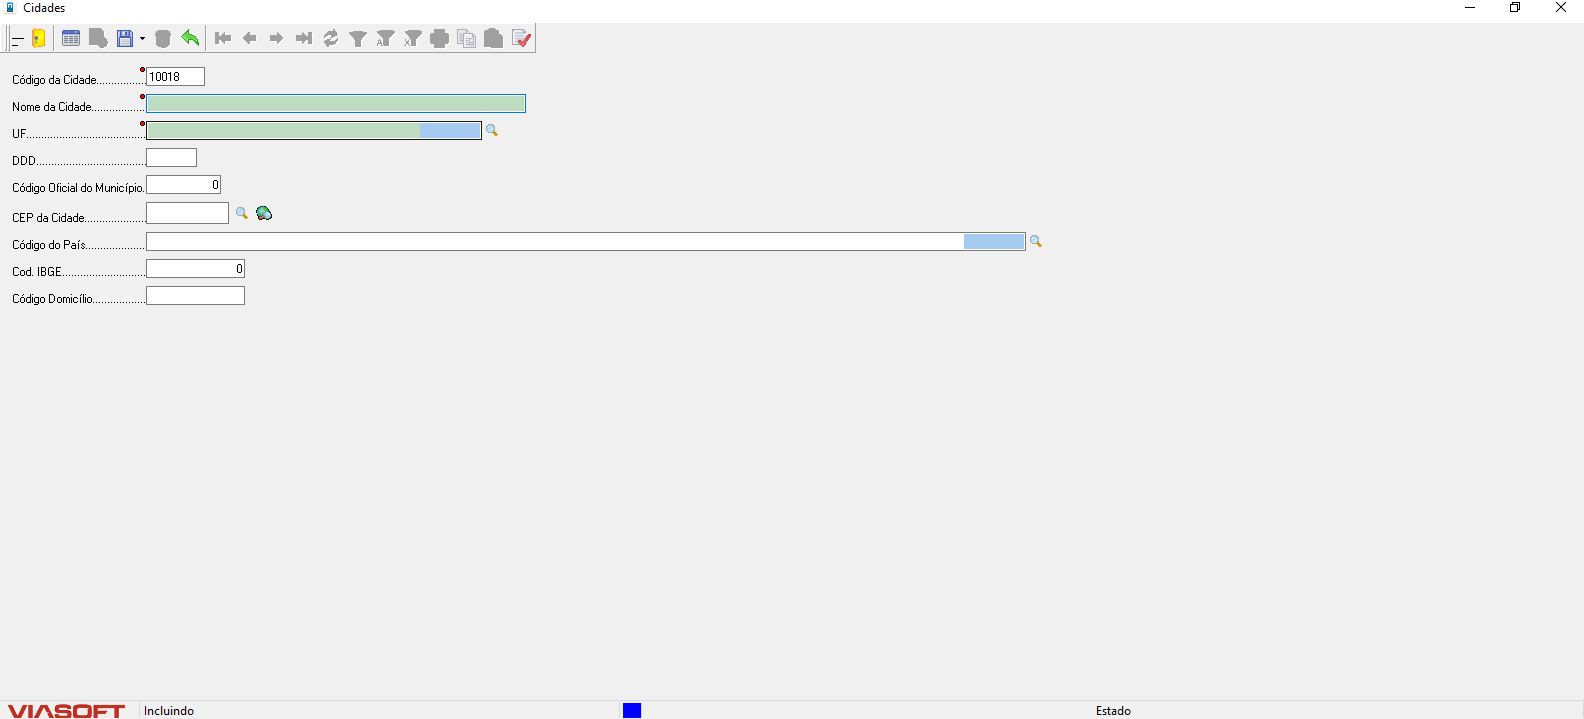 Cidades
Código da Cidade................. 10018
Nome da Cidade..................
UF........................................
DDD.....................................
Código Oficial do Município. 0
CEP da Cidade.....................
Código do País....................
Cod. IBGE............................ 0
Código Domicílio..................
VIASOFT Incluindo Estado